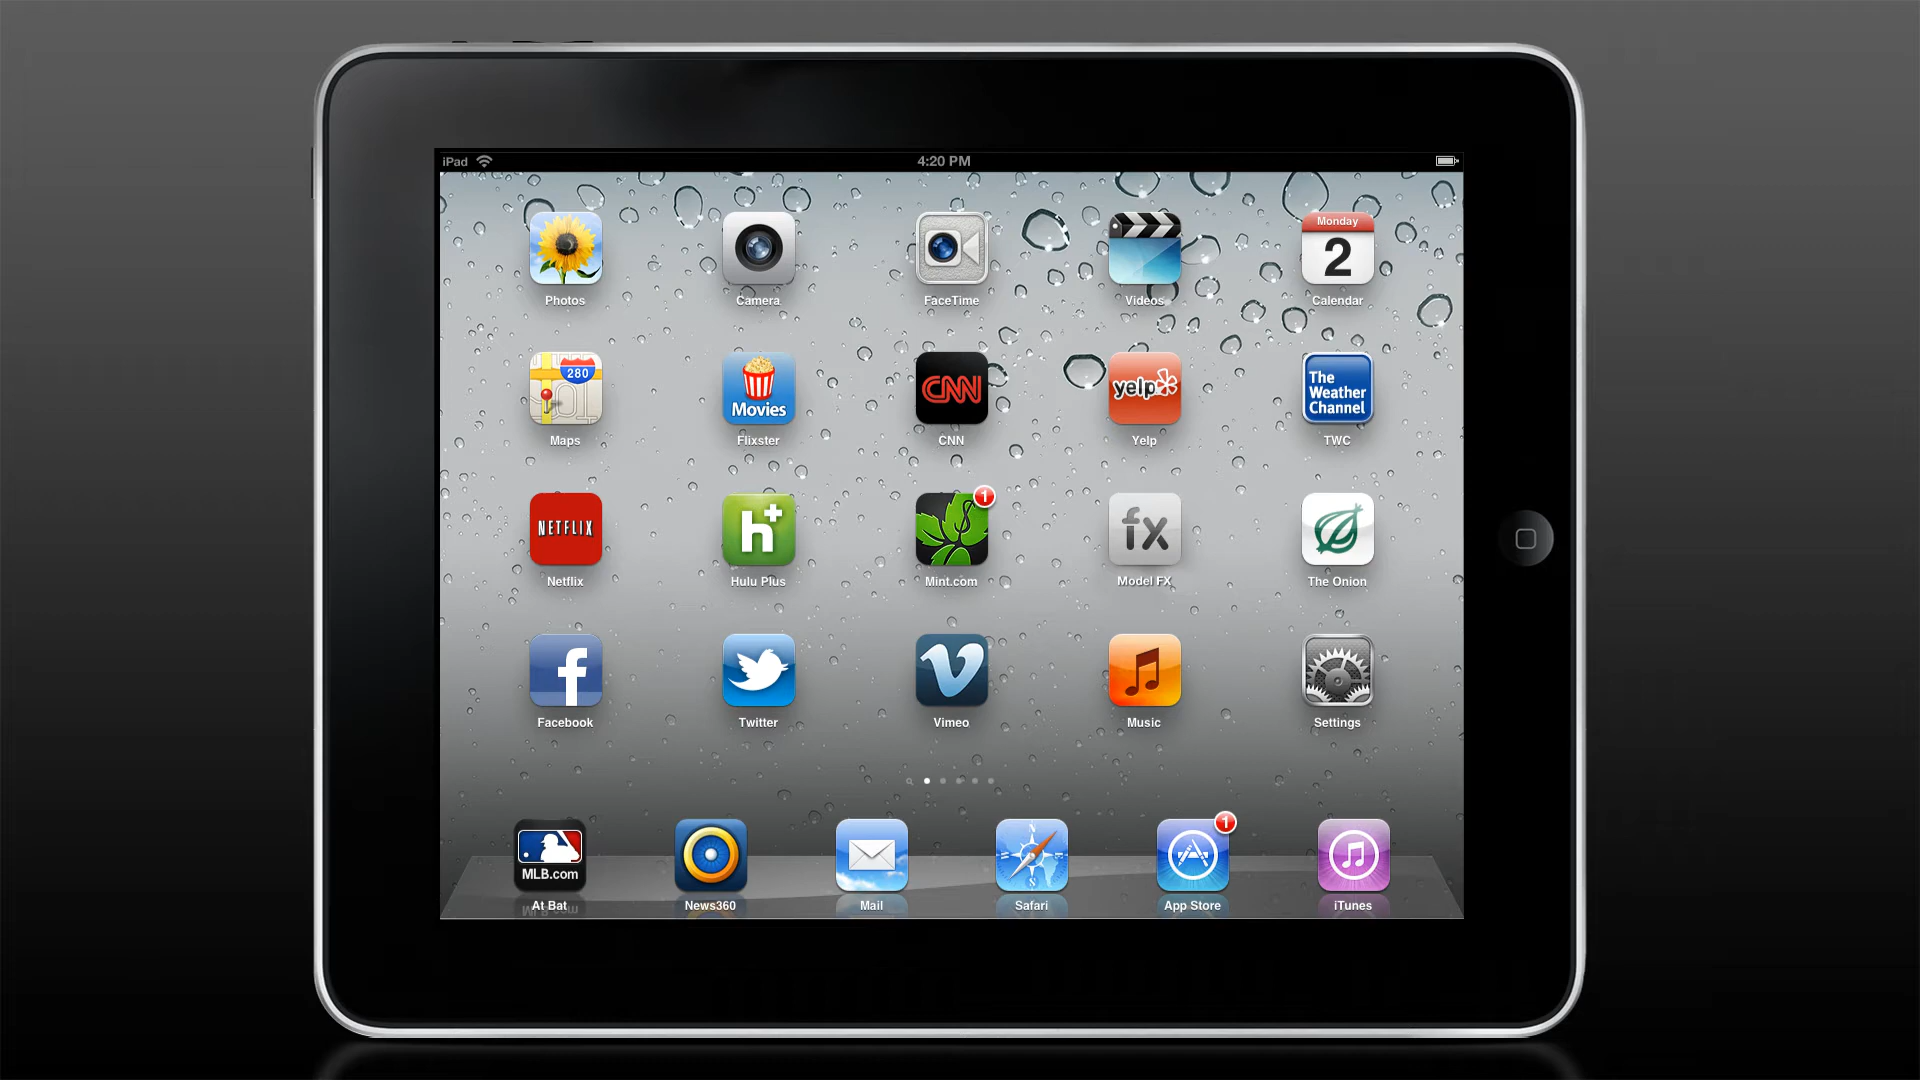 iPad 4:20 PM
Monday
2
Photos Camera FaceTime Videos Calendar
280
Movies
CNN
yelp
The
Weather
Channel
Maps Flixster CNN Yelp TWC
NETFLIX
h+
1
fx
Netflix Hulu Plus Mint.com Model FX The Onion
f
Facebook Twitter Vimeo Music Settings
MLB.com
N
S
1
At Bat News360 Mail Safari App Store iTunes